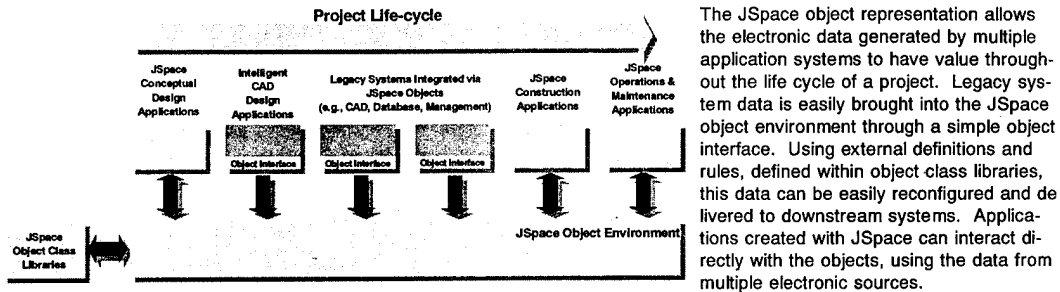 Project Life-cycle
JSpace
Conceptual
Design
Applications
Intelligent
CAD
Design
Applications
Legacy Systems Integrated via
JSpace Objects
(e.g., CAD, Database, Management)
JSpace
Construction
Applications
JSpace
Operations &
Maintenance
Applications
Object Interface
Object Interface
Object Interface
JSpace Object Environment
JSpace
Object Class
Libraries
The JSpace object representation allows
the electronic data generated by multiple
application systems to have value through-
out the life cycle of a project. Legacy sys-
tem data is easily brought into the JSpace
object environment through a simple object
interface. Using external definitions and
rules, defined within object class libraries,
this data can be easily reconfigured and de
livered to downstream systems. Applica-
tions created with JSpace can interact di-
rectly with the objects, using the data from
multiple electronic sources.